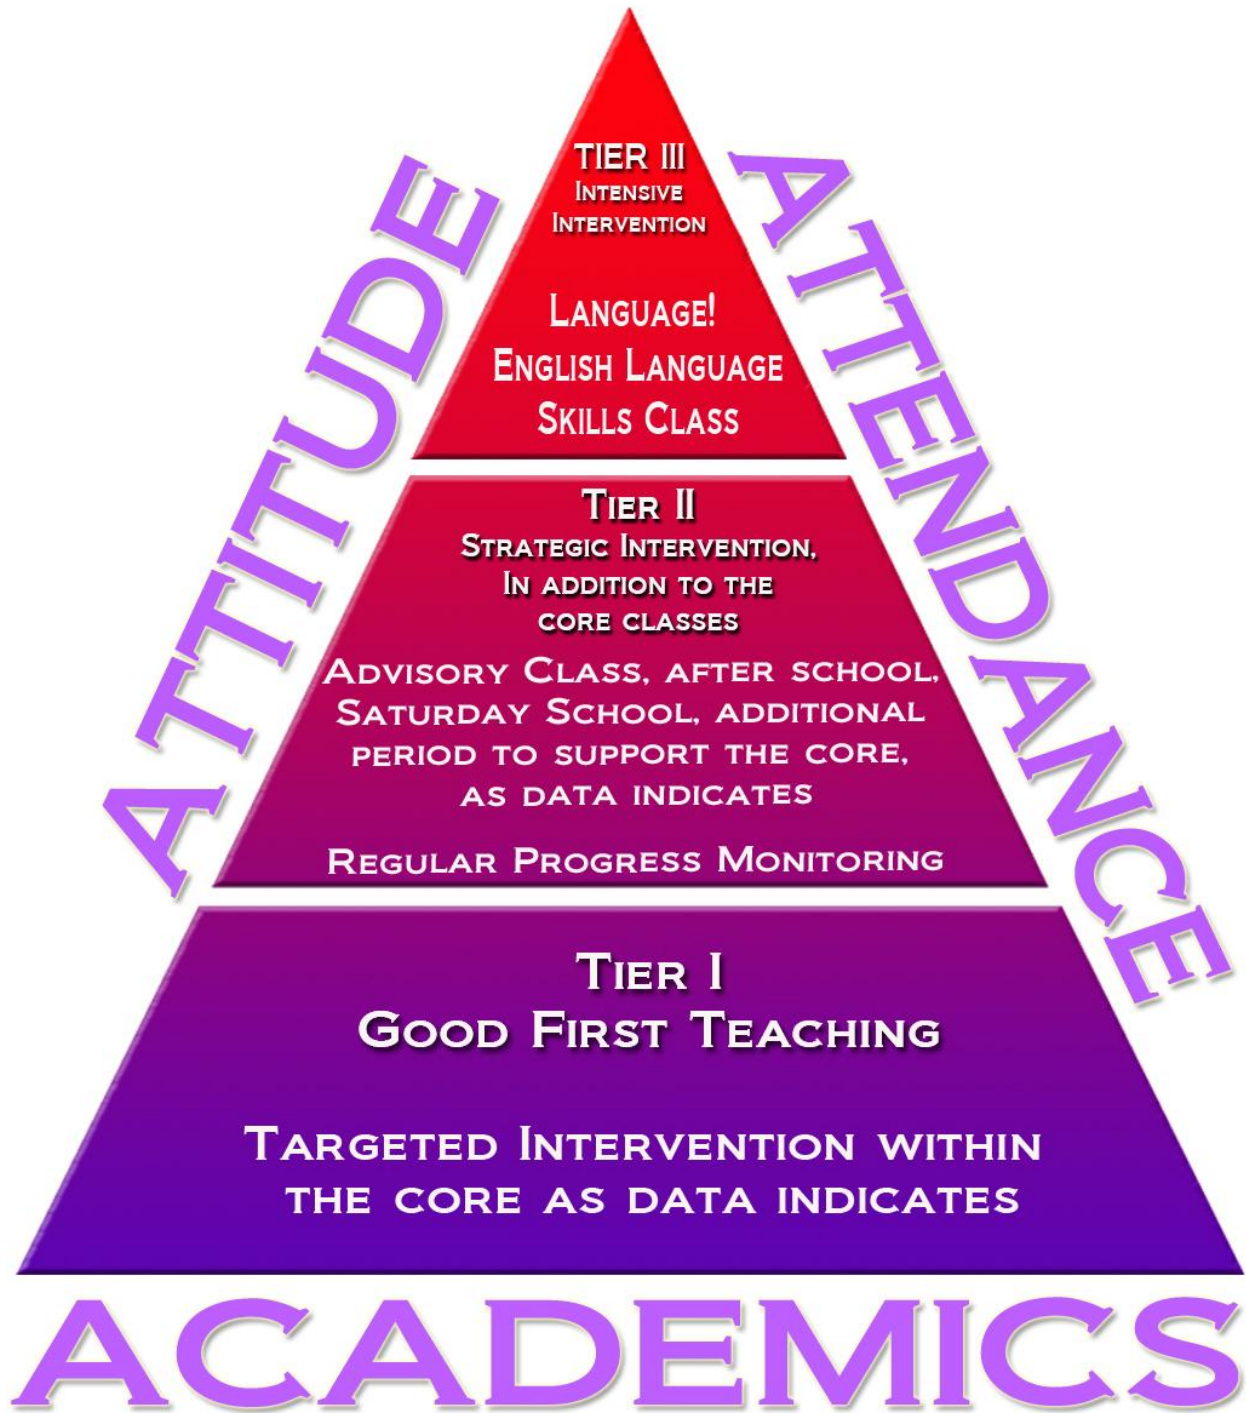 TIER III
INTENSIVE
INTERVENTION
LANGUAGE!
ENGLISH LANGUAGE
SKILLS CLASS
ATTITUDE
ATTENDANCE
TIER II
STRATEGIC INTERVENTION,
IN ADDITION TO THE
CORE CLASSES
ADVISORY CLASS, AFTER SCHOOL,
SATURDAY SCHOOL, ADDITIONAL
PERIOD TO SUPPORT THE CORE,
AS DATA INDICATES
REGULAR PROGRESS MONITORING
TIER I
GOOD FIRST TEACHING
TARGETED INTERVENTION WITHIN
THE CORE AS DATA INDICATES
ACADEMICS